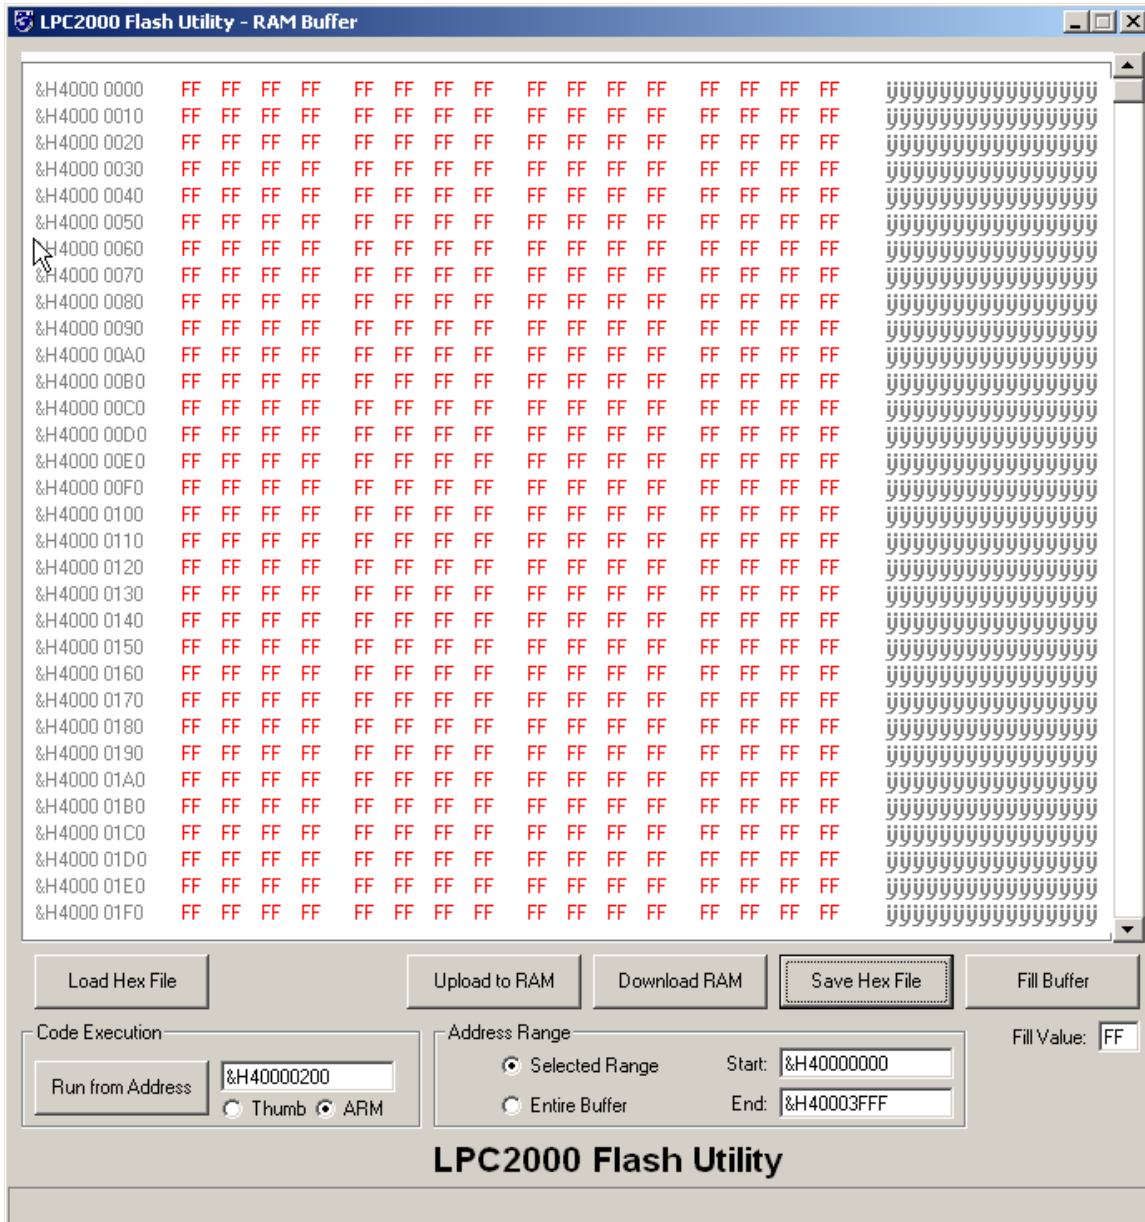 LPC2000 Flash Utility - RAM Buffer
&H4000 0000 FF FF FF FF FF FF FF FF FF FF FF FF FF FF FF FF ÿÿÿÿÿÿÿÿÿÿÿÿÿÿÿÿ
&H4000 0010 FF FF FF FF FF FF FF FF FF FF FF FF FF FF FF FF ÿÿÿÿÿÿÿÿÿÿÿÿÿÿÿÿ
&H4000 0020 FF FF FF FF FF FF FF FF FF FF FF FF FF FF FF FF ÿÿÿÿÿÿÿÿÿÿÿÿÿÿÿÿ
&H4000 0030 FF FF FF FF FF FF FF FF FF FF FF FF FF FF FF FF ÿÿÿÿÿÿÿÿÿÿÿÿÿÿÿÿ
&H4000 0040 FF FF FF FF FF FF FF FF FF FF FF FF FF FF FF FF ÿÿÿÿÿÿÿÿÿÿÿÿÿÿÿÿ
&H4000 0050 FF FF FF FF FF FF FF FF FF FF FF FF FF FF FF FF ÿÿÿÿÿÿÿÿÿÿÿÿÿÿÿÿ
&H4000 0060 FF FF FF FF FF FF FF FF FF FF FF FF FF FF FF FF ÿÿÿÿÿÿÿÿÿÿÿÿÿÿÿÿ
&H4000 0070 FF FF FF FF FF FF FF FF FF FF FF FF FF FF FF FF ÿÿÿÿÿÿÿÿÿÿÿÿÿÿÿÿ
&H4000 0080 FF FF FF FF FF FF FF FF FF FF FF FF FF FF FF FF ÿÿÿÿÿÿÿÿÿÿÿÿÿÿÿÿ
&H4000 0090 FF FF FF FF FF FF FF FF FF FF FF FF FF FF FF FF ÿÿÿÿÿÿÿÿÿÿÿÿÿÿÿÿ
&H4000 00A0 FF FF FF FF FF FF FF FF FF FF FF FF FF FF FF FF ÿÿÿÿÿÿÿÿÿÿÿÿÿÿÿÿ
&H4000 00B0 FF FF FF FF FF FF FF FF FF FF FF FF FF FF FF FF ÿÿÿÿÿÿÿÿÿÿÿÿÿÿÿÿ
&H4000 00C0 FF FF FF FF FF FF FF FF FF FF FF FF FF FF FF FF ÿÿÿÿÿÿÿÿÿÿÿÿÿÿÿÿ
&H4000 00D0 FF FF FF FF FF FF FF FF FF FF FF FF FF FF FF FF ÿÿÿÿÿÿÿÿÿÿÿÿÿÿÿÿ
&H4000 00E0 FF FF FF FF FF FF FF FF FF FF FF FF FF FF FF FF ÿÿÿÿÿÿÿÿÿÿÿÿÿÿÿÿ
&H4000 00F0 FF FF FF FF FF FF FF FF FF FF FF FF FF FF FF FF ÿÿÿÿÿÿÿÿÿÿÿÿÿÿÿÿ
&H4000 0100 FF FF FF FF FF FF FF FF FF FF FF FF FF FF FF FF ÿÿÿÿÿÿÿÿÿÿÿÿÿÿÿÿ
&H4000 0110 FF FF FF FF FF FF FF FF FF FF FF FF FF FF FF FF ÿÿÿÿÿÿÿÿÿÿÿÿÿÿÿÿ
&H4000 0120 FF FF FF FF FF FF FF FF FF FF FF FF FF FF FF FF ÿÿÿÿÿÿÿÿÿÿÿÿÿÿÿÿ
&H4000 0130 FF FF FF FF FF FF FF FF FF FF FF FF FF FF FF FF ÿÿÿÿÿÿÿÿÿÿÿÿÿÿÿÿ
&H4000 0140 FF FF FF FF FF FF FF FF FF FF FF FF FF FF FF FF ÿÿÿÿÿÿÿÿÿÿÿÿÿÿÿÿ
&H4000 0150 FF FF FF FF FF FF FF FF FF FF FF FF FF FF FF FF ÿÿÿÿÿÿÿÿÿÿÿÿÿÿÿÿ
&H4000 0160 FF FF FF FF FF FF FF FF FF FF FF FF FF FF FF FF ÿÿÿÿÿÿÿÿÿÿÿÿÿÿÿÿ
&H4000 0170 FF FF FF FF FF FF FF FF FF FF FF FF FF FF FF FF ÿÿÿÿÿÿÿÿÿÿÿÿÿÿÿÿ
&H4000 0180 FF FF FF FF FF FF FF FF FF FF FF FF FF FF FF FF ÿÿÿÿÿÿÿÿÿÿÿÿÿÿÿÿ
&H4000 0190 FF FF FF FF FF FF FF FF FF FF FF FF FF FF FF FF ÿÿÿÿÿÿÿÿÿÿÿÿÿÿÿÿ
&H4000 01A0 FF FF FF FF FF FF FF FF FF FF FF FF FF FF FF FF ÿÿÿÿÿÿÿÿÿÿÿÿÿÿÿÿ
&H4000 01B0 FF FF FF FF FF FF FF FF FF FF FF FF FF FF FF FF ÿÿÿÿÿÿÿÿÿÿÿÿÿÿÿÿ
&H4000 01C0 FF FF FF FF FF FF FF FF FF FF FF FF FF FF FF FF ÿÿÿÿÿÿÿÿÿÿÿÿÿÿÿÿ
&H4000 01D0 FF FF FF FF FF FF FF FF FF FF FF FF FF FF FF FF ÿÿÿÿÿÿÿÿÿÿÿÿÿÿÿÿ
&H4000 01E0 FF FF FF FF FF FF FF FF FF FF FF FF FF FF FF FF ÿÿÿÿÿÿÿÿÿÿÿÿÿÿÿÿ
&H4000 01F0 FF FF FF FF FF FF FF FF FF FF FF FF FF FF FF FF ÿÿÿÿÿÿÿÿÿÿÿÿÿÿÿÿ
Load Hex File Upload to RAM Download RAM Save Hex File Fill Buffer
Code Execution Address Range Fill Value: FF
Run from Address &H40000200 Selected Range Start: &H40000000
Thumb ARM Entire Buffer End: &H40003FFF
LPC2000 Flash Utility